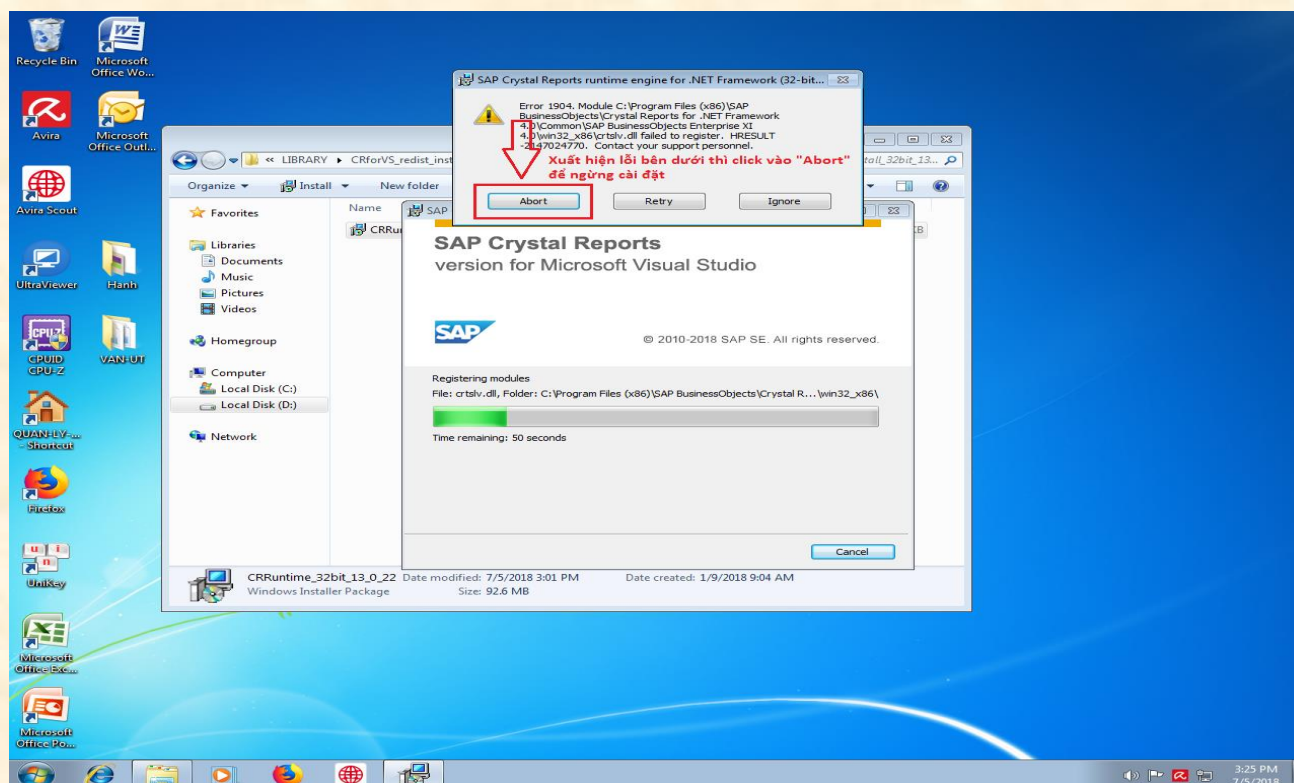 Recycle Bin
Microsoft
Office Wo...
Avira
Microsoft
Office Outl...
Avira Scout
UltraViewer
Hanh
CPUID
CPU-Z
VAN-UT
QUAN-LY-...
- Shortcut
Firefox
UniKey
Microsoft
Office Exc...
Microsoft
Office Po...
SAP Crystal Reports runtime engine for .NET Framework (32-bit...
Error 1904. Module C:\Program Files (x86)\SAP
BusinessObjects\Crystal Reports for .NET Framework
4.0\Common\SAP BusinessObjects Enterprise XI
4.0\win32_x86\crtslv.dll failed to register. HRESULT
-2147024770. Contact your support personnel.
Xuất hiện lỗi bên dưới thì click vào "Abort"
để ngừng cài đặt
Abort Retry Ignore
« LIBRARY ▸ CRforVS_redist_inst
tall_32bit_13...
Organize Install New folder
Name
Favorites
Libraries
Documents
Music
Pictures
Videos
Homegroup
Computer
Local Disk (C:)
Local Disk (D:)
Network
CRRu
SAP
SAP Crystal Reports
version for Microsoft Visual Studio
SAP
© 2010-2018 SAP SE. All rights reserved.
Registering modules
File: crtslv.dll, Folder: C:\Program Files (x86)\SAP BusinessObjects\Crystal R...\win32_x86\
Time remaining: 50 seconds
Cancel
CRRuntime_32bit_13_0_22 Date modified: 7/5/2018 3:01 PM Date created: 1/9/2018 9:04 AM
Windows Installer Package Size: 92.6 MB
3:25 PM
7/5/2018